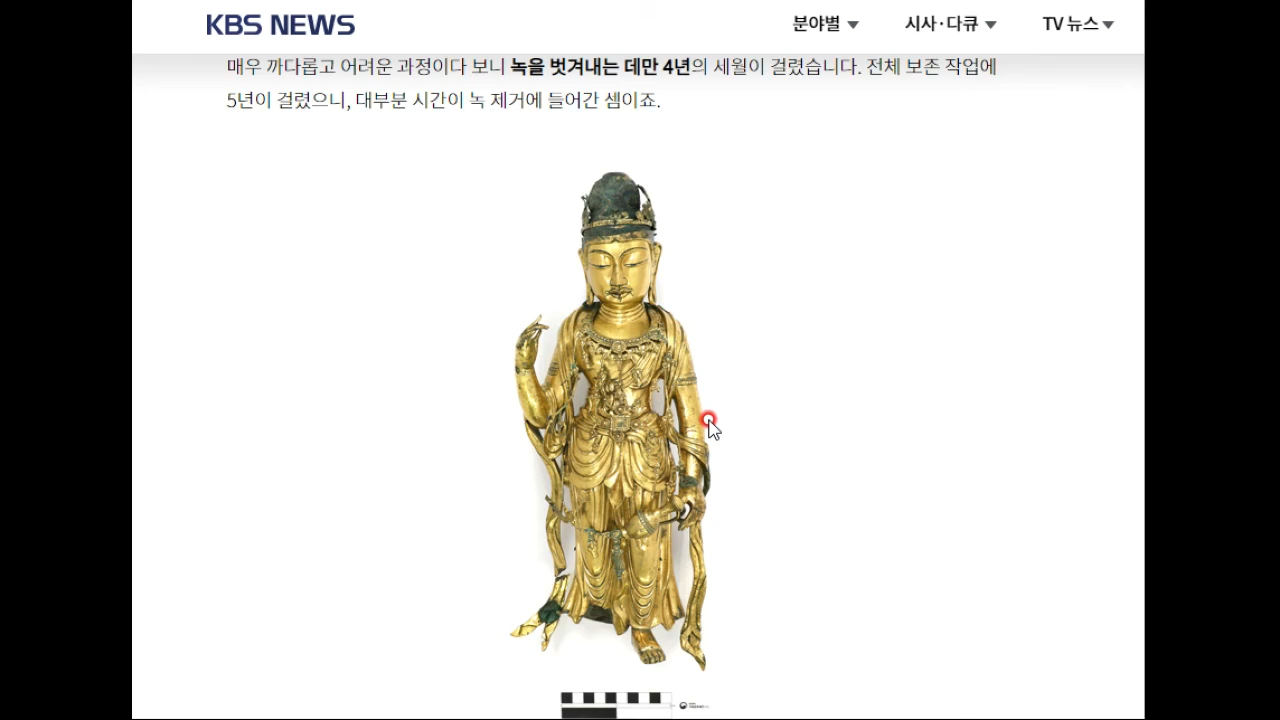 KBS NEWS
분야별
시사·다큐
TV 뉴스
매우 까다롭고 어려운 과정이다 보니 녹을 벗겨내는 데만 4년의 세월이 걸렸습니다. 전체 보존 작업에
5년이 걸렸으니, 대부분 시간이 녹 제거에 들어간 셈이죠.